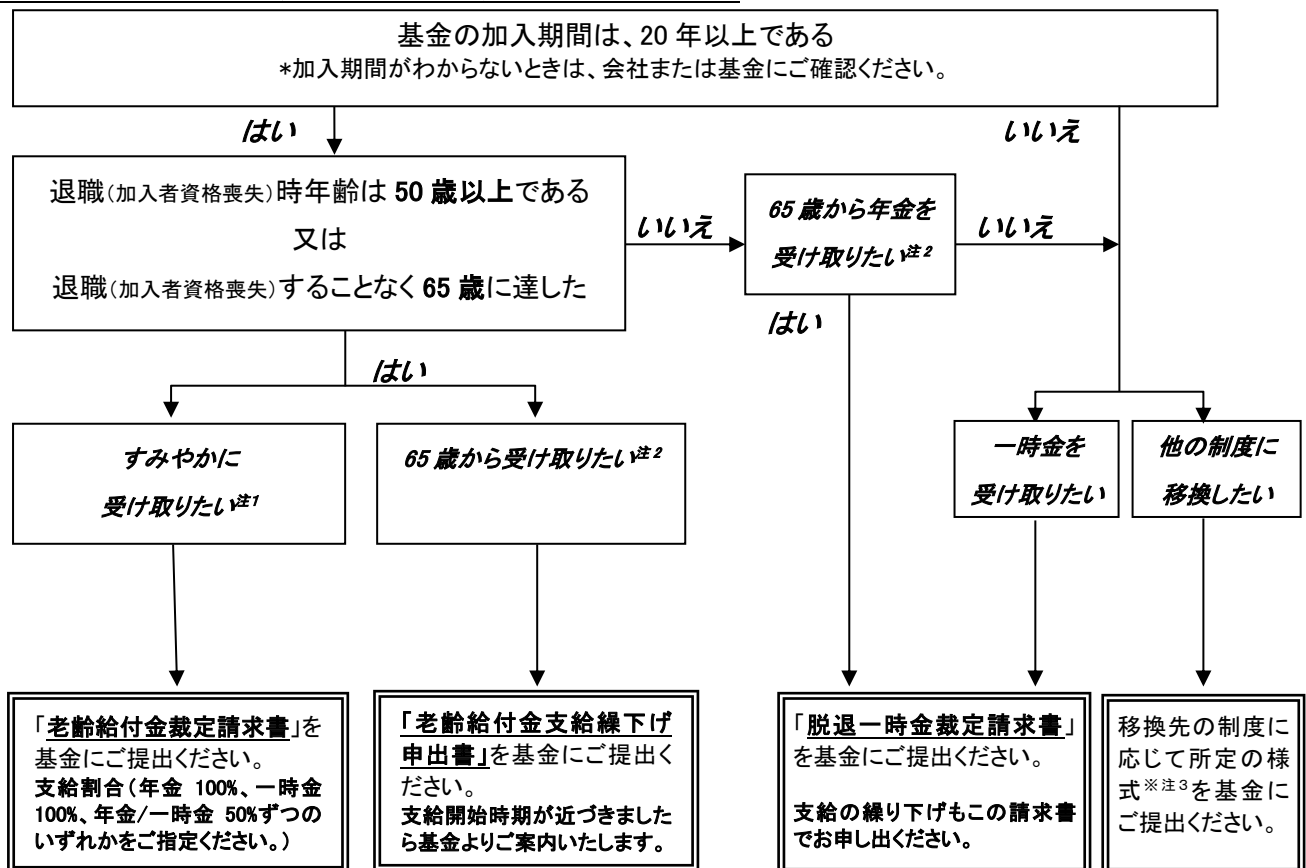 基金の加入期間は、20 年以上である
*加入期間がわからないときは、会社または基金にご確認ください。
はい
いいえ
退職(加入者資格喪失)時年齢は 50 歳以上である
又は
退職(加入者資格喪失)することなく 65 歳に達した
いいえ
65 歳から年金を
受け取りたい注2
いいえ
はい
はい
すみやかに
受け取りたい注1
65 歳から受け取りたい注2
一時金を
受け取りたい
他の制度に
移換したい
「老齢給付金裁定請求書」を
基金にご提出ください。
支給割合(年金 100%、一時金
100%、年金/一時金 50%ずつの
いずれかをご指定ください。)
「老齢給付金支給繰下げ
申出書」を基金にご提出く
ださい。
支給開始時期が近づきました
ら基金よりご案内いたします。
「脱退一時金裁定請求書」
を基金にご提出ください。
支給の繰り下げもこの請求書
でお申し出ください。
移換先の制度に
応じて所定の様
式※注3を基金に
ご提出ください。